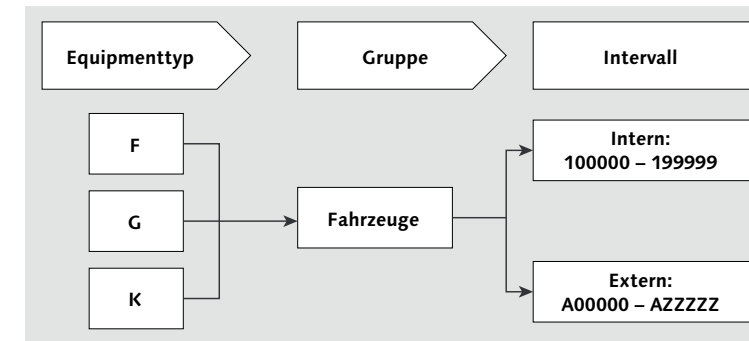 Equipmenttyp
Gruppe
Intervall
F
G
K
Fahrzeuge
Intern:
100000 – 199999
Extern:
A00000 – AZZZZZ